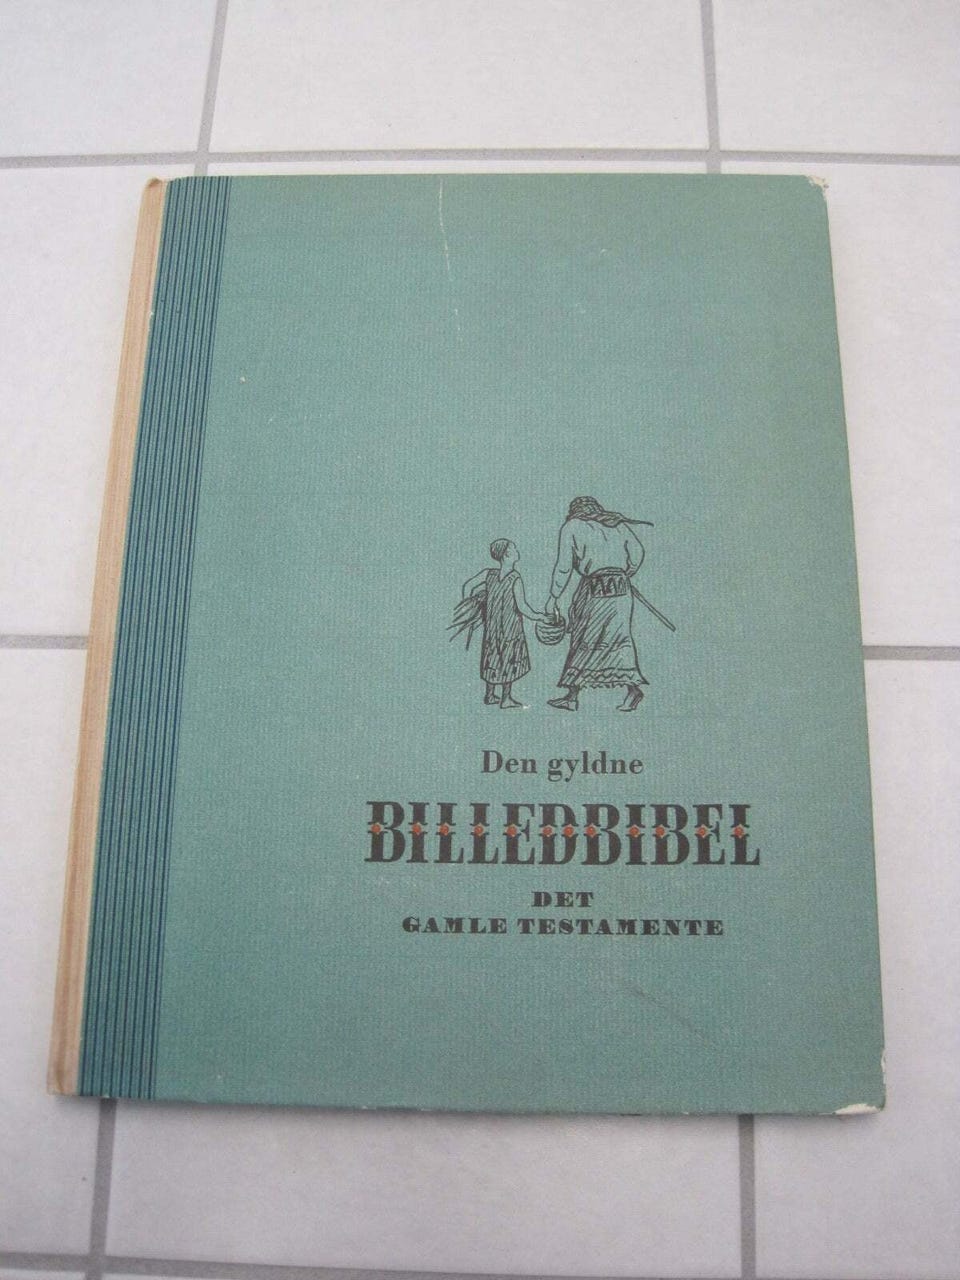 Den gyldne
BILLEDBIBEL
DET
GAMLE TESTAMENTE